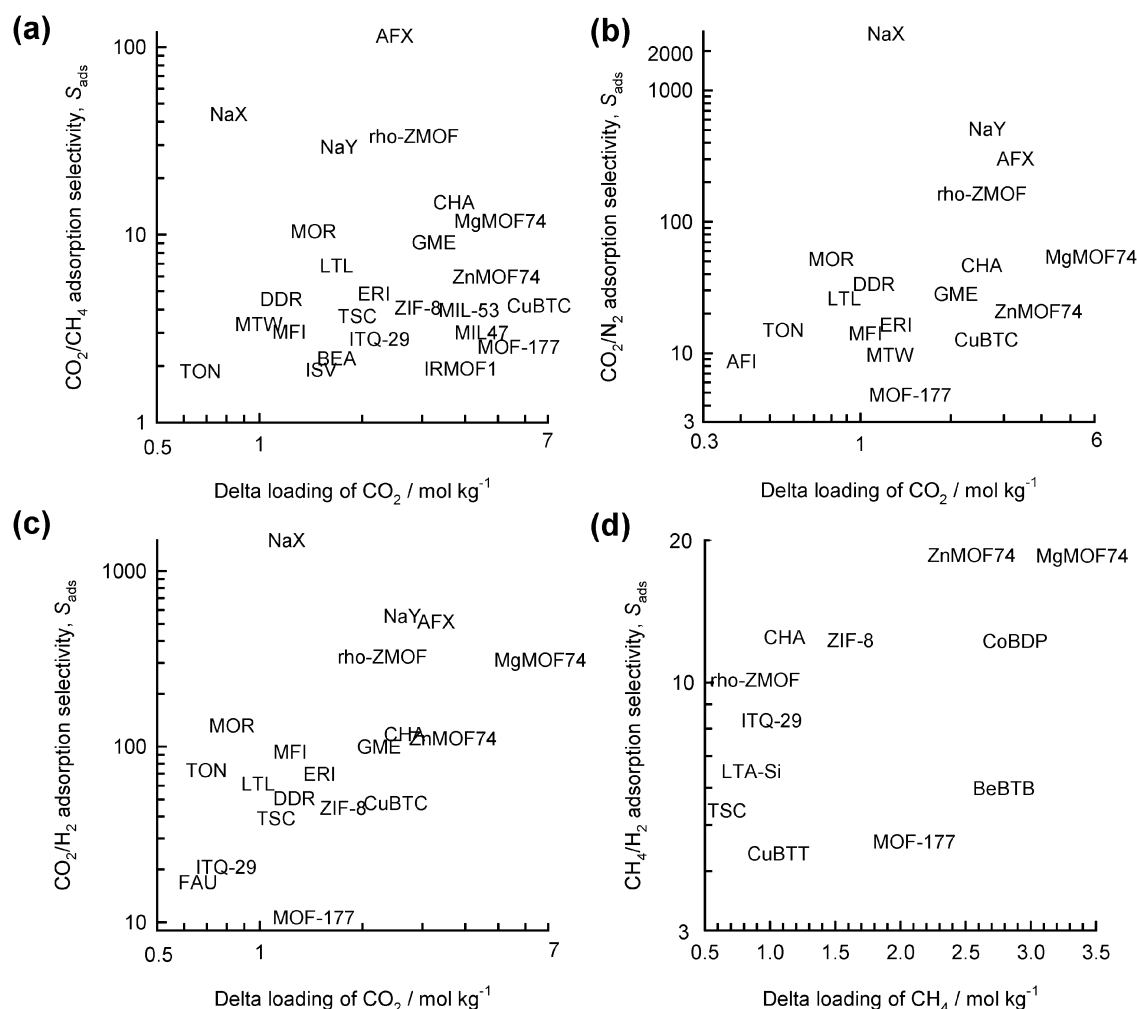 (a)
CO2/CH4 adsorption selectivity, Sads
100
10
1
AFX
NaX
NaY
rho-ZMOF
CHA
MgMOF74
MOR
GME
LTL
ZnMOF74
DDR
ERI
ZIF-8
MIL-53
CuBTC
TSC
MTW
MFI
ITQ-29
MIL47
MOF-177
BEA
TON
ISV
IRMOF1
0.5
1
7
Delta loading of CO2 / mol kg-1
(b)
CO2/N2 adsorption selectivity, Sads
2000
1000
100
10
3
NaX
NaY
AFX
rho-ZMOF
MOR
CHA
MgMOF74
DDR
LTL
GME
ZnMOF74
TON
MFI
ERI
CuBTC
AFI
MTW
MOF-177
0.3
1
6
Delta loading of CO2 / mol kg-1
(c)
CO2/H2 adsorption selectivity, Sads
1000
100
10
NaX
NaY
AFX
rho-ZMOF
MgMOF74
MOR
CHA
ZnMOF74
MFI
GME
TON
ERI
LTL
DDR
ZIF-8
CuBTC
TSC
ITQ-29
FAU
MOF-177
0.5
1
7
Delta loading of CO2 / mol kg-1
(d)
CH4/H2 adsorption selectivity, Sads
20
10
3
ZnMOF74
MgMOF74
CHA
ZIF-8
CoBDP
rho-ZMOF
ITQ-29
LTA-Si
BeBTB
TSC
MOF-177
CuBTT
0.5 1.0 1.5 2.0 2.5 3.0 3.5
Delta loading of CH4 / mol kg-1